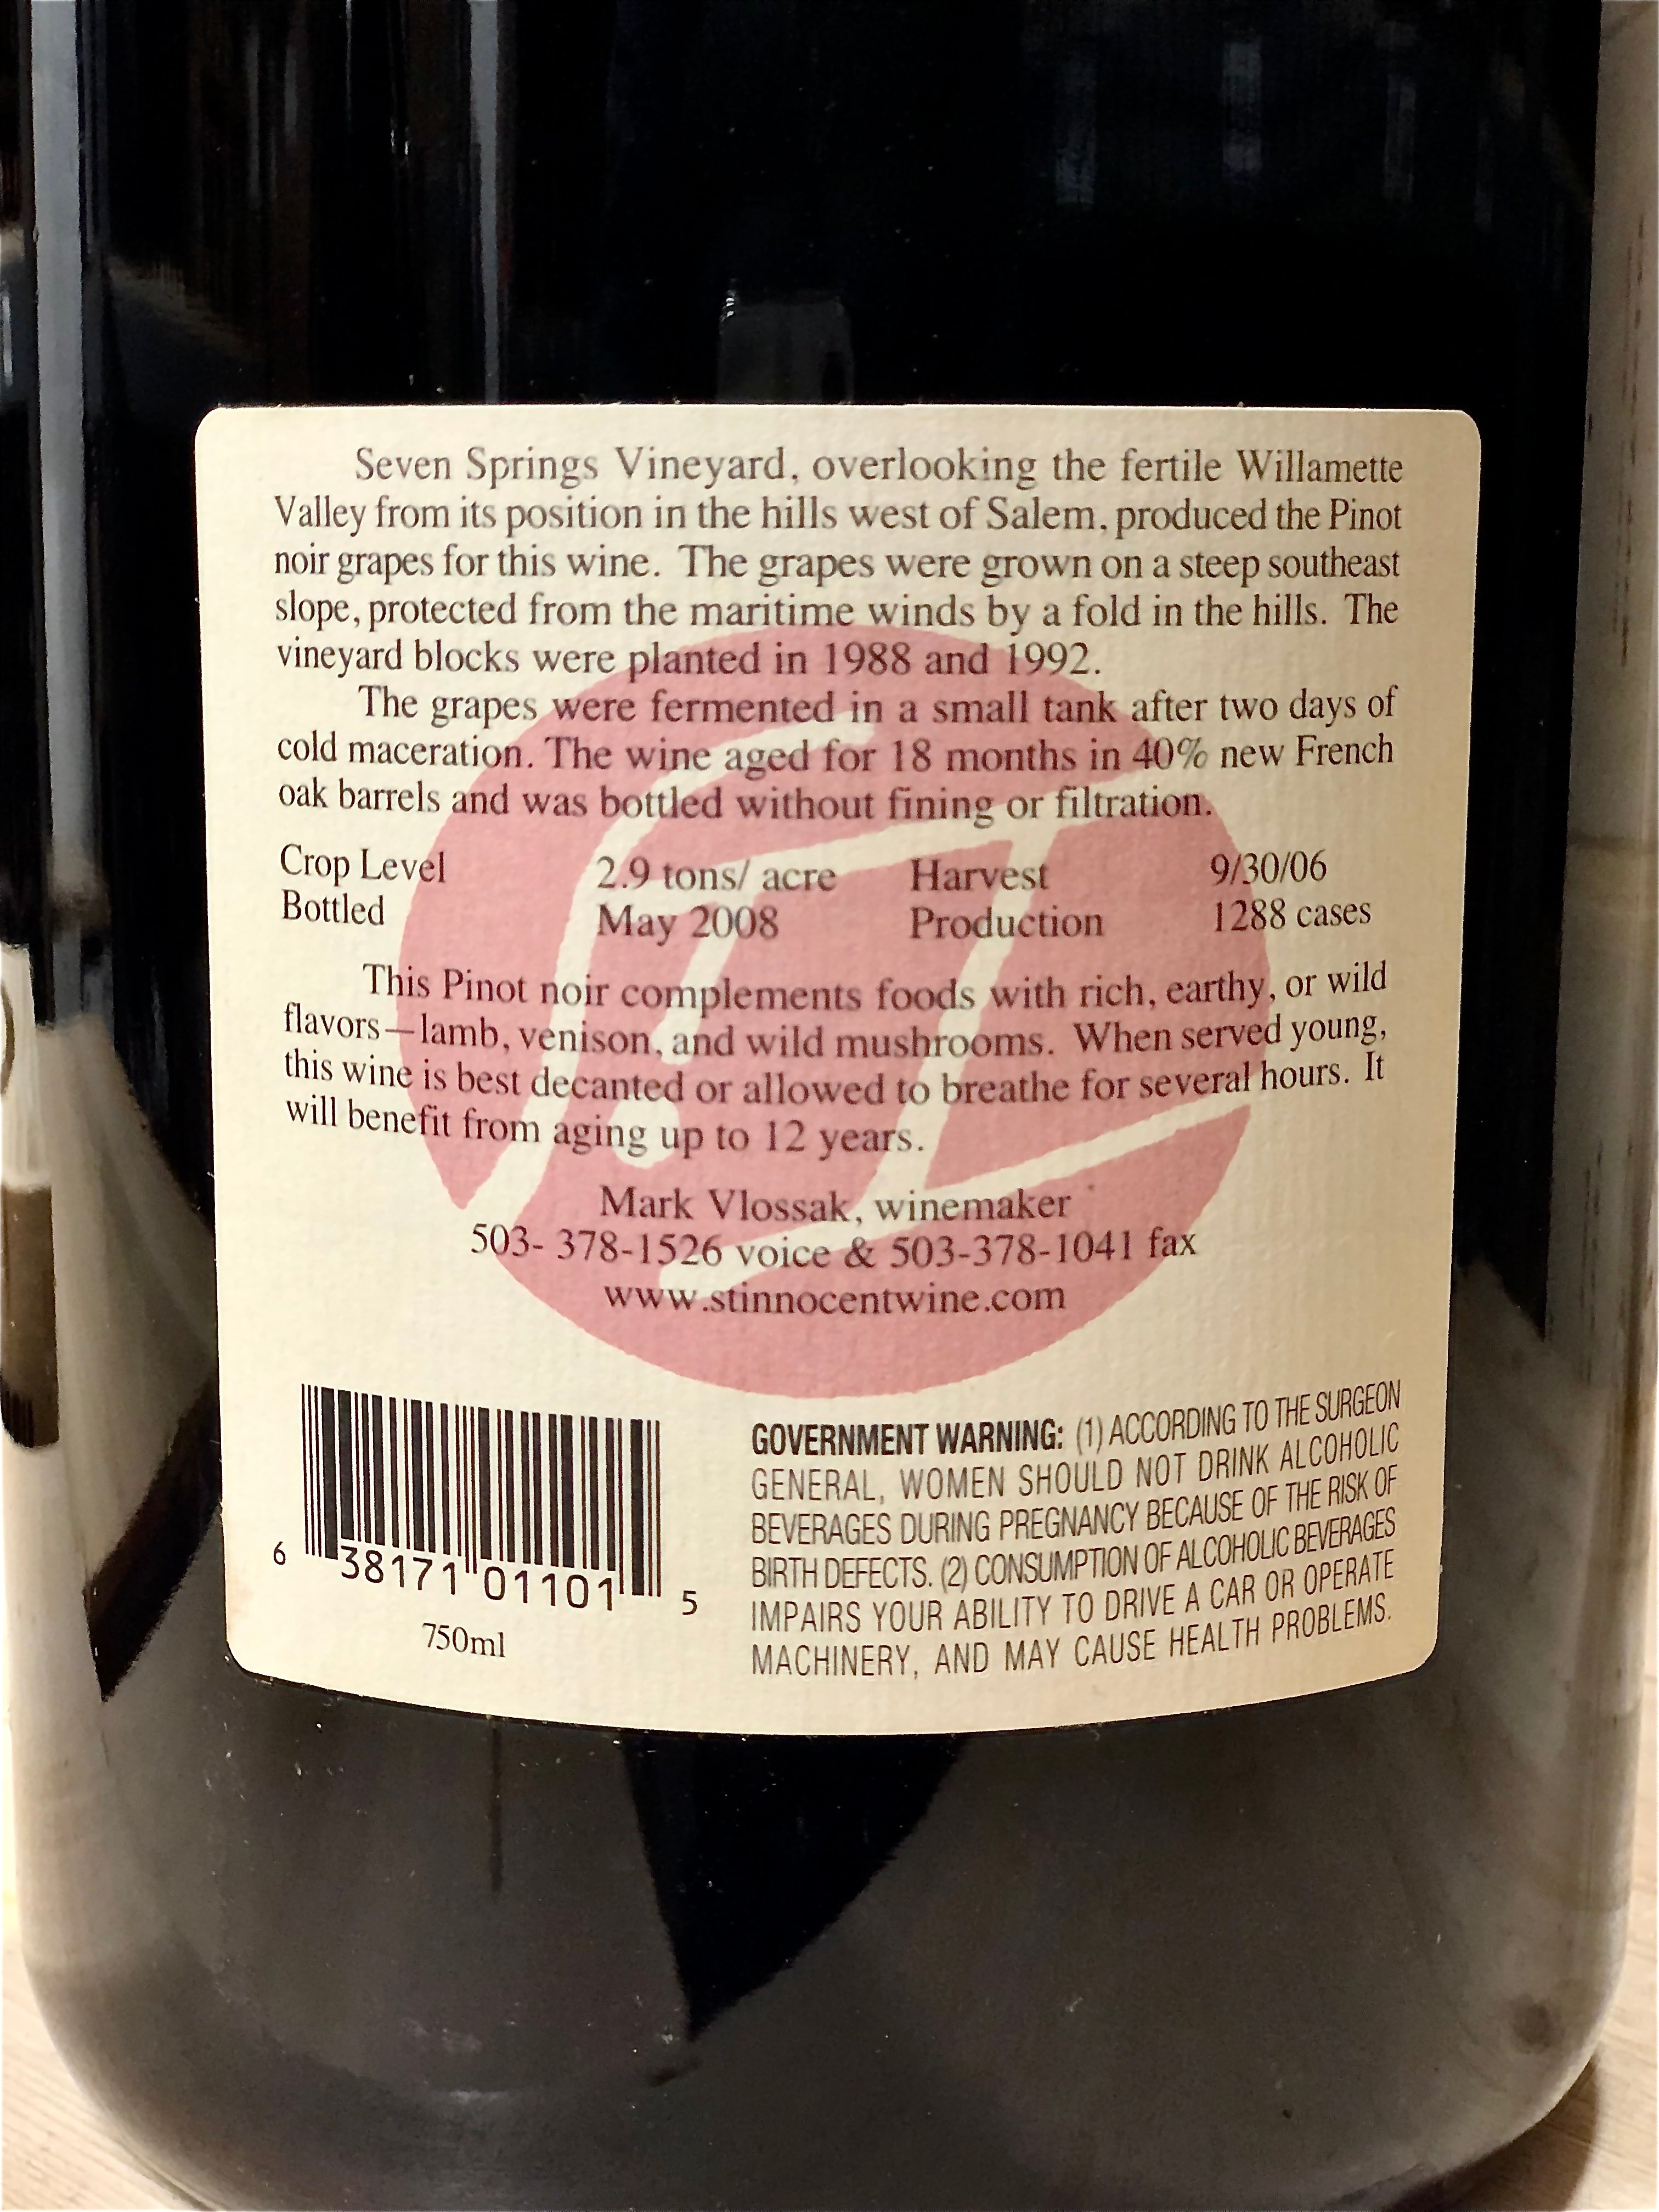 Seven Springs Vineyard, overlooking the fertile Willamette
Valley from its position in the hills west of Salem, produced the Pinot
noir grapes for this wine. The grapes were grown on a steep southeast
slope, protected from the maritime winds by a fold in the hills. The
vineyard blocks were planted in 1988 and 1992.
The grapes were fermented in a small tank after two days of
cold maceration. The wine aged for 18 months in 40% new French
oak barrels and was bottled without fining or filtration.
Crop Level 2.9 tons/ acre Harvest 9/30/06
Bottled May 2008 Production 1288 cases
This Pinot noir complements foods with rich, earthy, or wild
flavors—lamb, venison, and wild mushrooms. When served young,
this wine is best decanted or allowed to breathe for several hours. It
will benefit from aging up to 12 years.
Mark Vlossak, winemaker
503- 378-1526 voice & 503-378-1041 fax
www.stinnocentwine.com
GOVERNMENT WARNING: (1) ACCORDING TO THE SURGEON
GENERAL, WOMEN SHOULD NOT DRINK ALCOHOLIC
BEVERAGES DURING PREGNANCY BECAUSE OF THE RISK OF
BIRTH DEFECTS. (2) CONSUMPTION OF ALCOHOLIC BEVERAGES
IMPAIRS YOUR ABILITY TO DRIVE A CAR OR OPERATE
MACHINERY, AND MAY CAUSE HEALTH PROBLEMS.
6 38171 01101 5
750ml